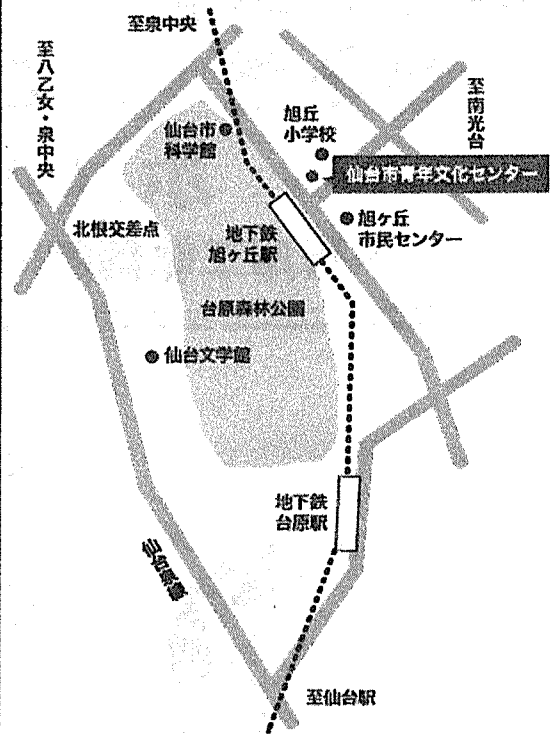 至泉中央
至八乙女・泉中央
仙台市
科学館
旭丘
小学校
至南光台
仙台市青年文化センター
旭ヶ丘
市民センター
北根交差点
地下鉄
旭ヶ丘駅
台原森林公園
仙台文学館
地下鉄
台原駅
至仙台駅